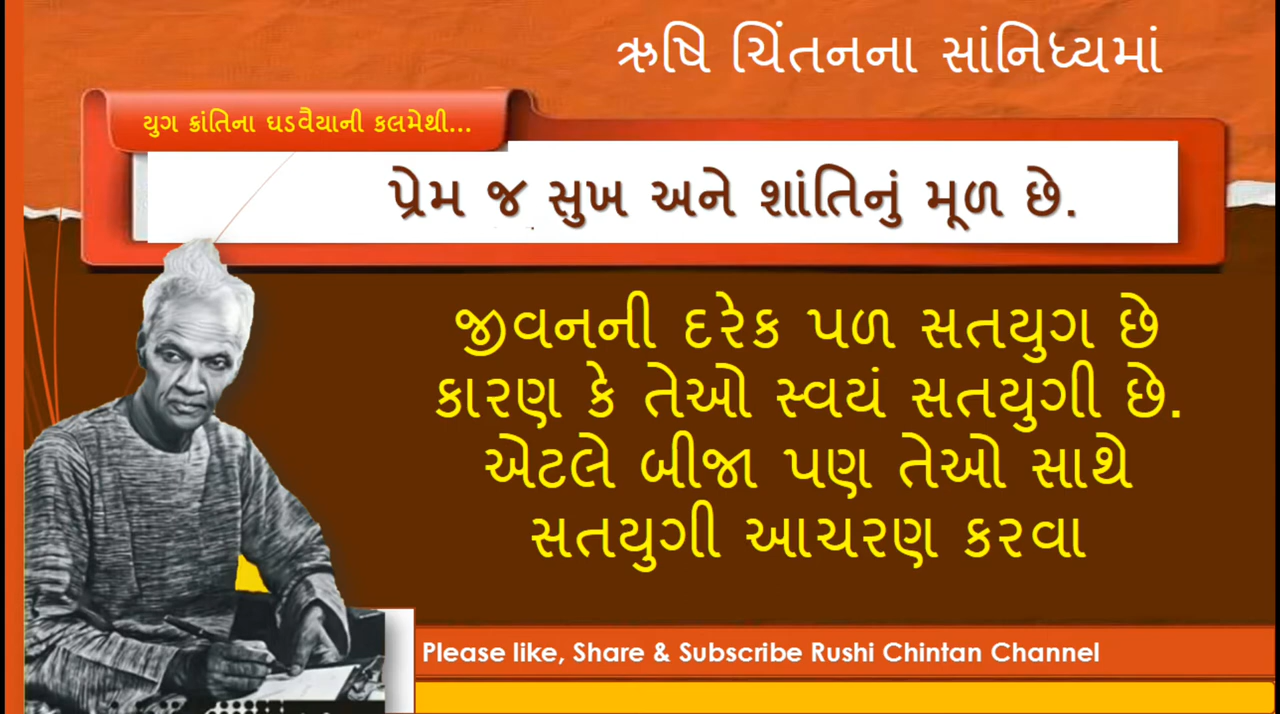 ઋષિ ચિંતનના સાંનિધ્યમાં
યુગ ક્રાંતિના ઘડવૈયાની કલમેથી...
પ્રેમ જ સુખ અને શાંતિનું મૂળ છે.
જીવનની દરેક પળ સતયુગ છે
કારણ કે તેઓ સ્વયં સતયુગી છે.
એટલે બીજા પણ તેઓ સાથે
સતયુગી આચરણ કરવા
Please like, Share & Subscribe Rushi Chintan Channel